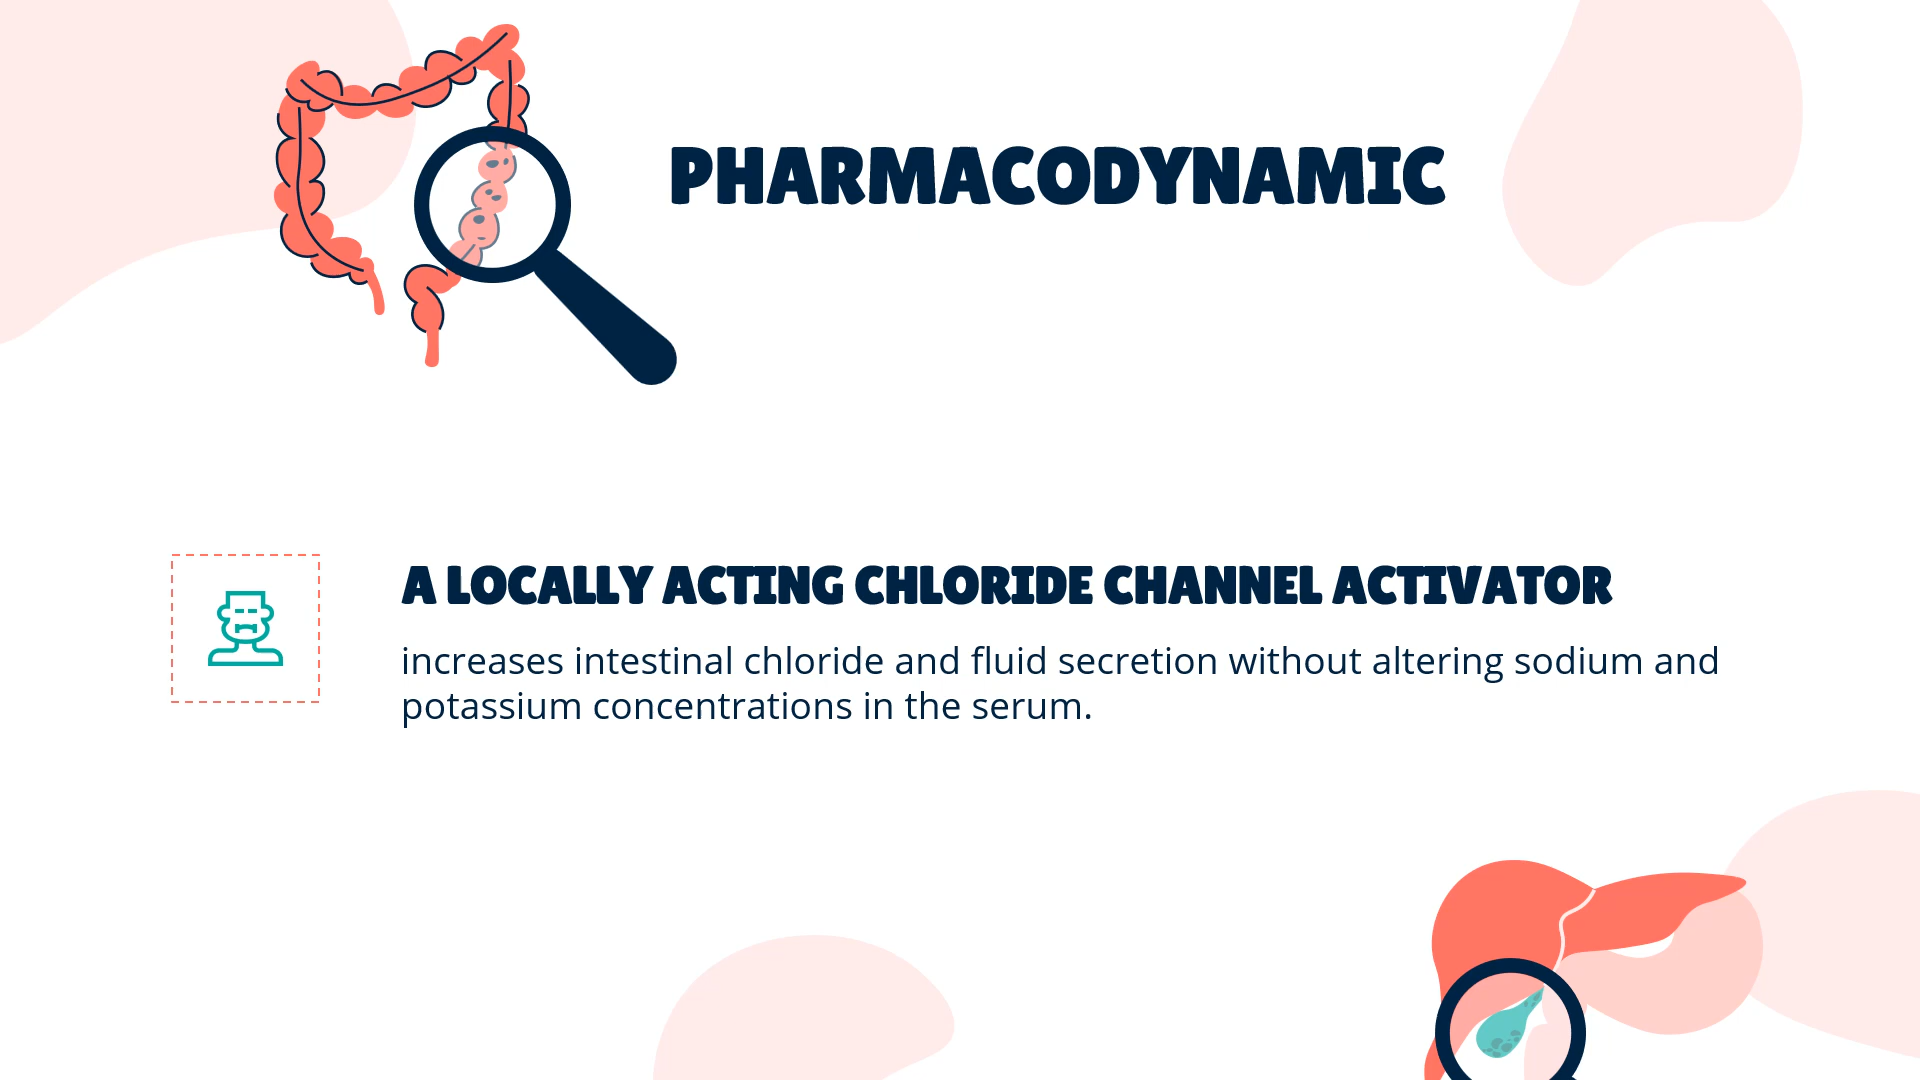 PHARMACODYNAMIC
A LOCALLY ACTING CHLORIDE CHANNEL ACTIVATOR
increases intestinal chloride and fluid secretion without altering sodium and
potassium concentrations in the serum.